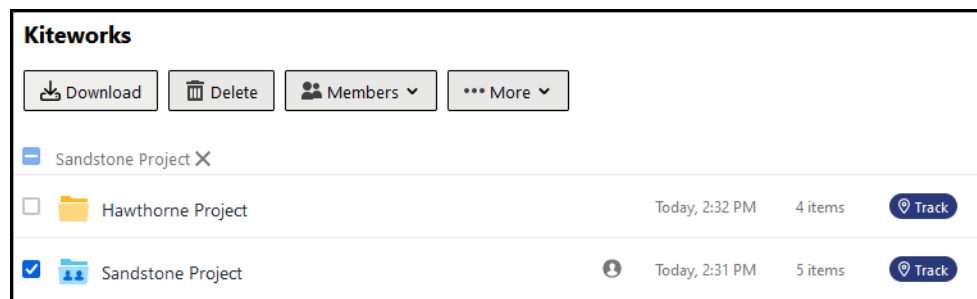 Kiteworks
Download Delete Members ••• More
Sandstone Project
Hawthorne Project Today, 2:32 PM 4 items Track
Sandstone Project Today, 2:31 PM 5 items Track